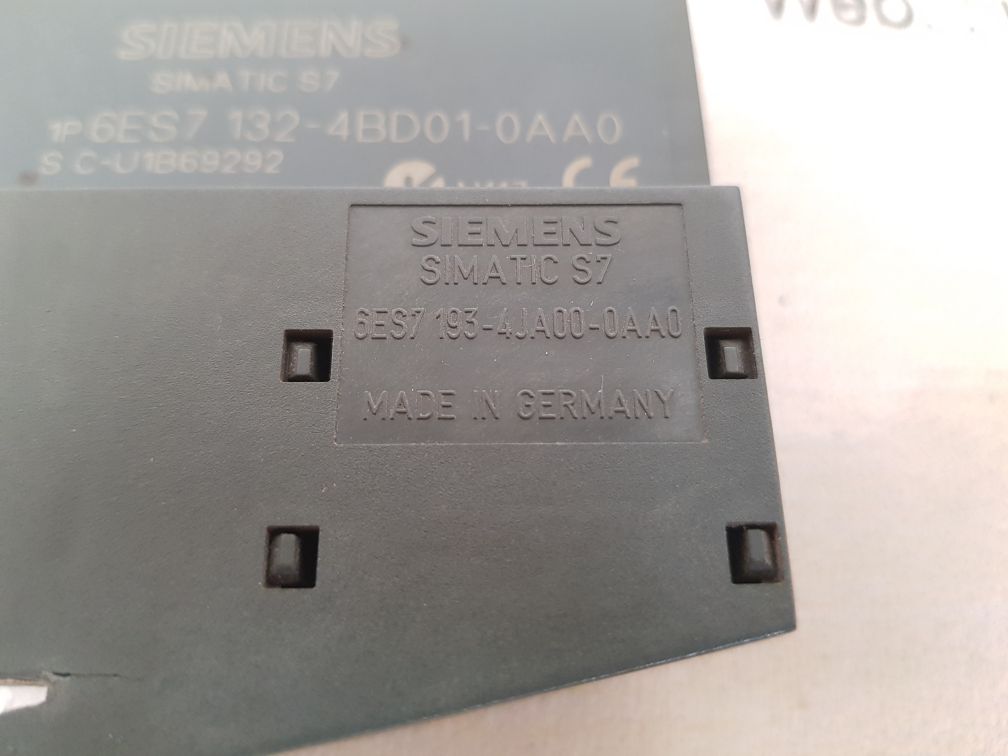 SIEMENS
SIMATIC S7
1P 6ES7 132-4BD01-0AA0
S C-U1B69292
CE
SIEMENS
SIMATIC S7
6ES7 193-4JA00-0AA0
MADE IN GERMANY